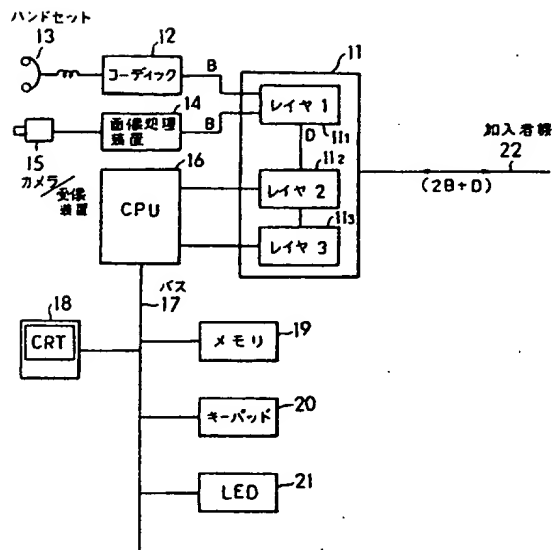 ハンドセット
13
12
コーディック
B
11
レイヤ 1
11₁
14
画像処理
装置
B
D
加入者線
22
(2B+D)
15
カメラ/受像
装置
16
CPU
11₂
レイヤ 2
11₃
レイヤ 3
バス
17
18
CRT
メモリ
19
キーパッド
20
LED
21